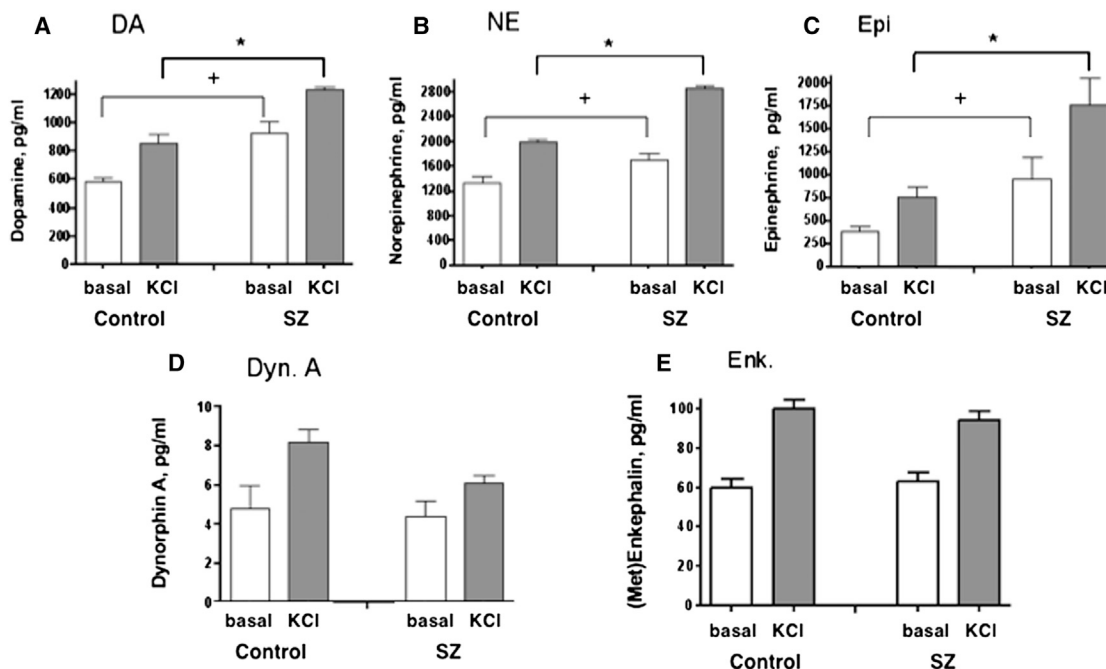 A DA
*
+
Dopamine, pg/ml
1200
1000
800
600
400
200
0
basal KCl basal KCl
Control SZ
B NE
*
+
Norepinephrine, pg/ml
2800
2400
2000
1600
1200
800
400
0
basal KCl basal KCl
Control SZ
C Epi
*
+
Epinephrine, pg/ml
2000
1750
1500
1250
1000
750
500
250
0
basal KCl basal KCl
Control SZ
D Dyn. A
Dynorphin A, pg/ml
10
8
6
4
2
0
basal KCl basal KCl
Control SZ
E Enk.
(Met)Enkephalin, pg/ml
100
80
60
40
20
0
basal KCl basal KCl
Control SZ